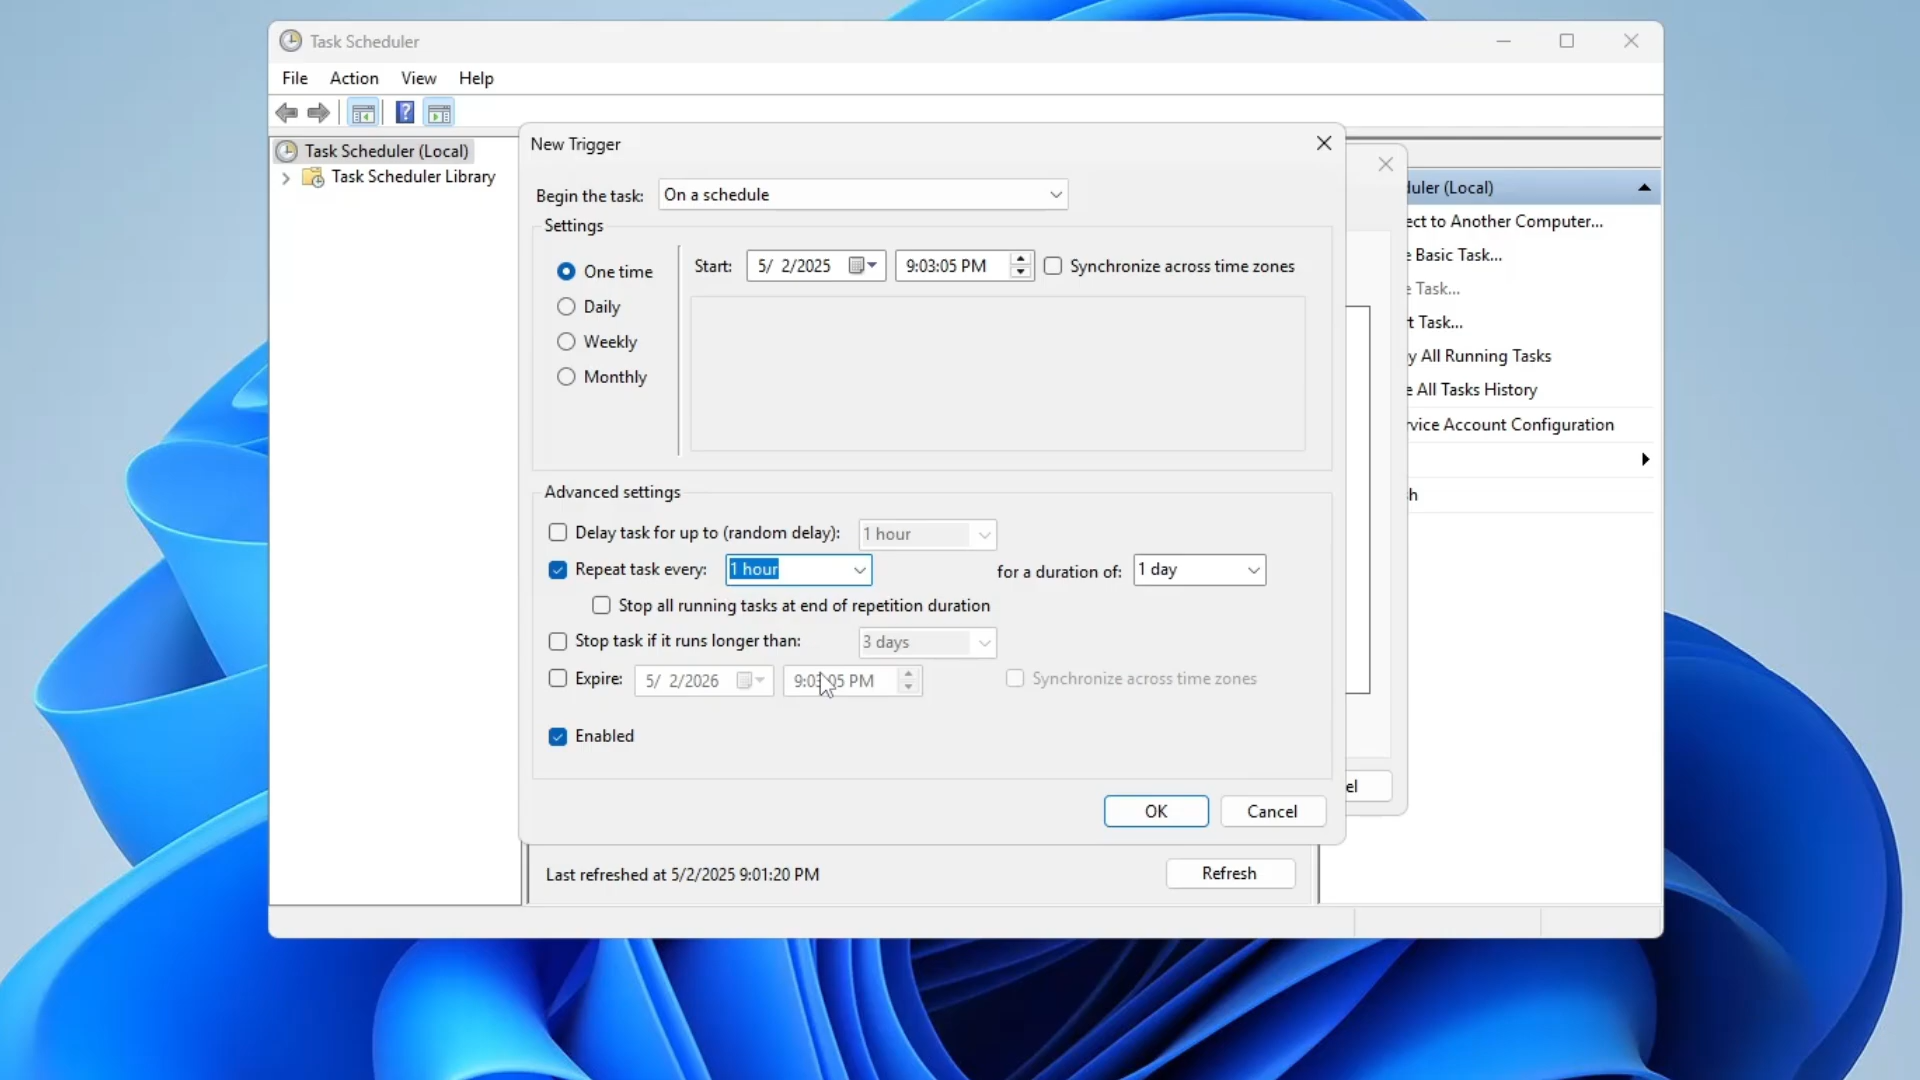 Task Scheduler
File Action View Help
Task Scheduler (Local)
Task Scheduler Library
New Trigger
Begin the task: On a schedule
Settings
One time
Daily
Weekly
Monthly
Start: 5/ 2/2025 9:03:05 PM Synchronize across time zones
Advanced settings
Delay task for up to (random delay): 1 hour
Repeat task every: 1 hour for a duration of: 1 day
Stop all running tasks at end of repetition duration
Stop task if it runs longer than: 3 days
Expire: 5/ 2/2026 9:03:05 PM Synchronize across time zones
Enabled
OK Cancel
el
Last refreshed at 5/2/2025 9:01:20 PM Refresh
duler (Local)
ect to Another Computer...
e Basic Task...
e Task...
t Task...
y All Running Tasks
e All Tasks History
rvice Account Configuration
h